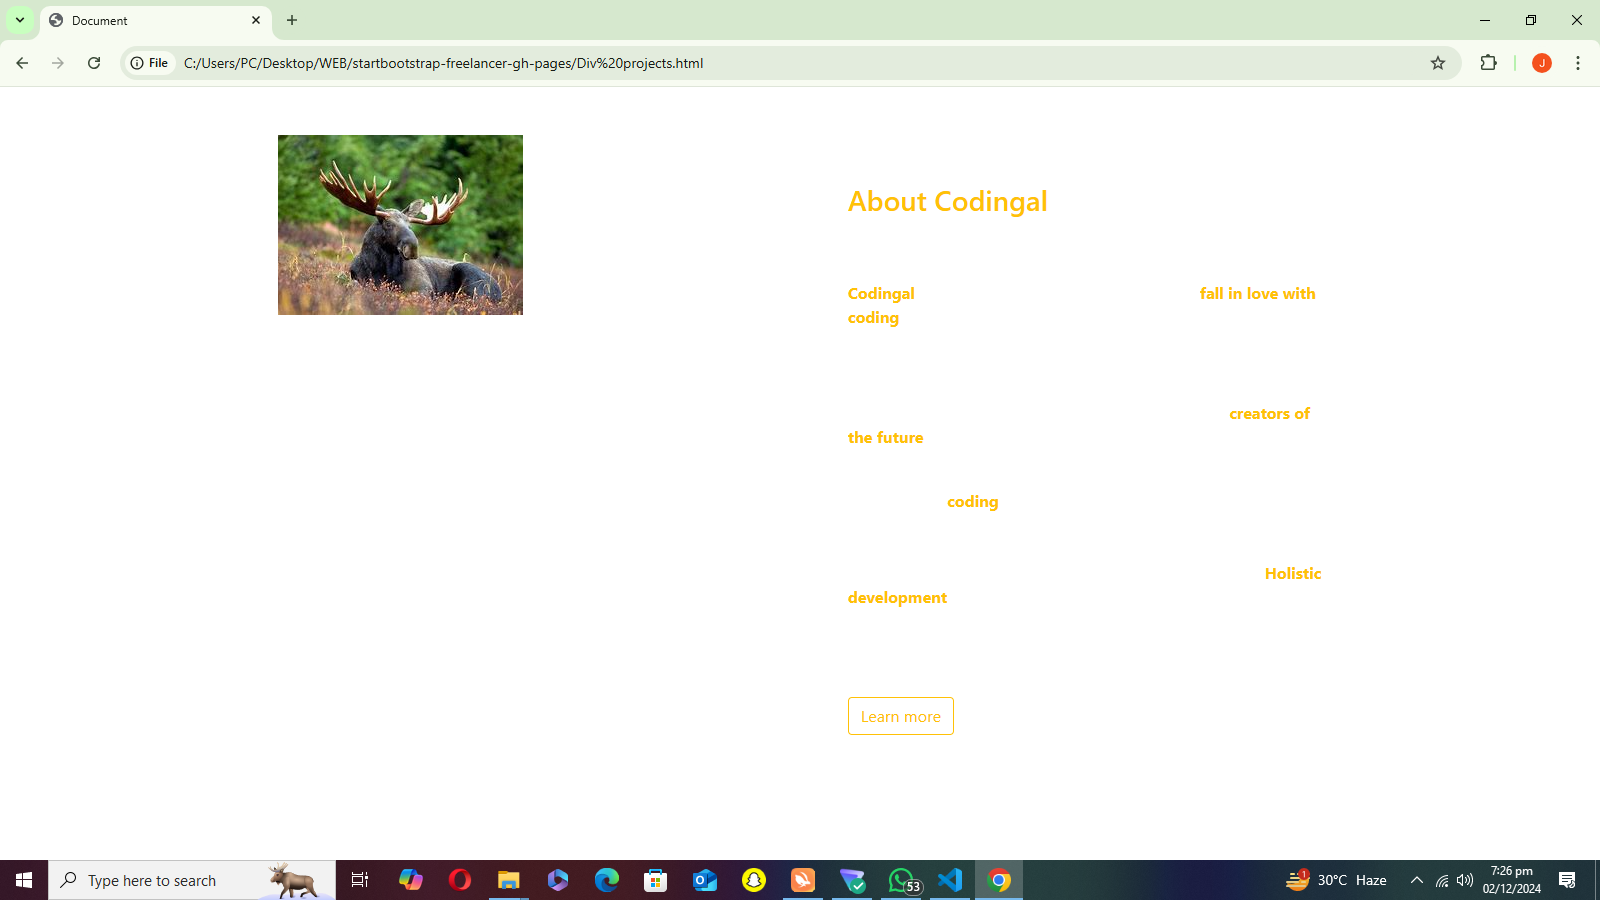 Document
File
C:/Users/PC/Desktop/WEB/startbootstrap-freelancer-gh-pages/Div%20projects.html
J
About Codingal
Codingal fall in love with
coding
creators of
the future
coding
Holistic
development
Learn more
Type here to search
53
1
30°C Haze
7:26 pm
02/12/2024